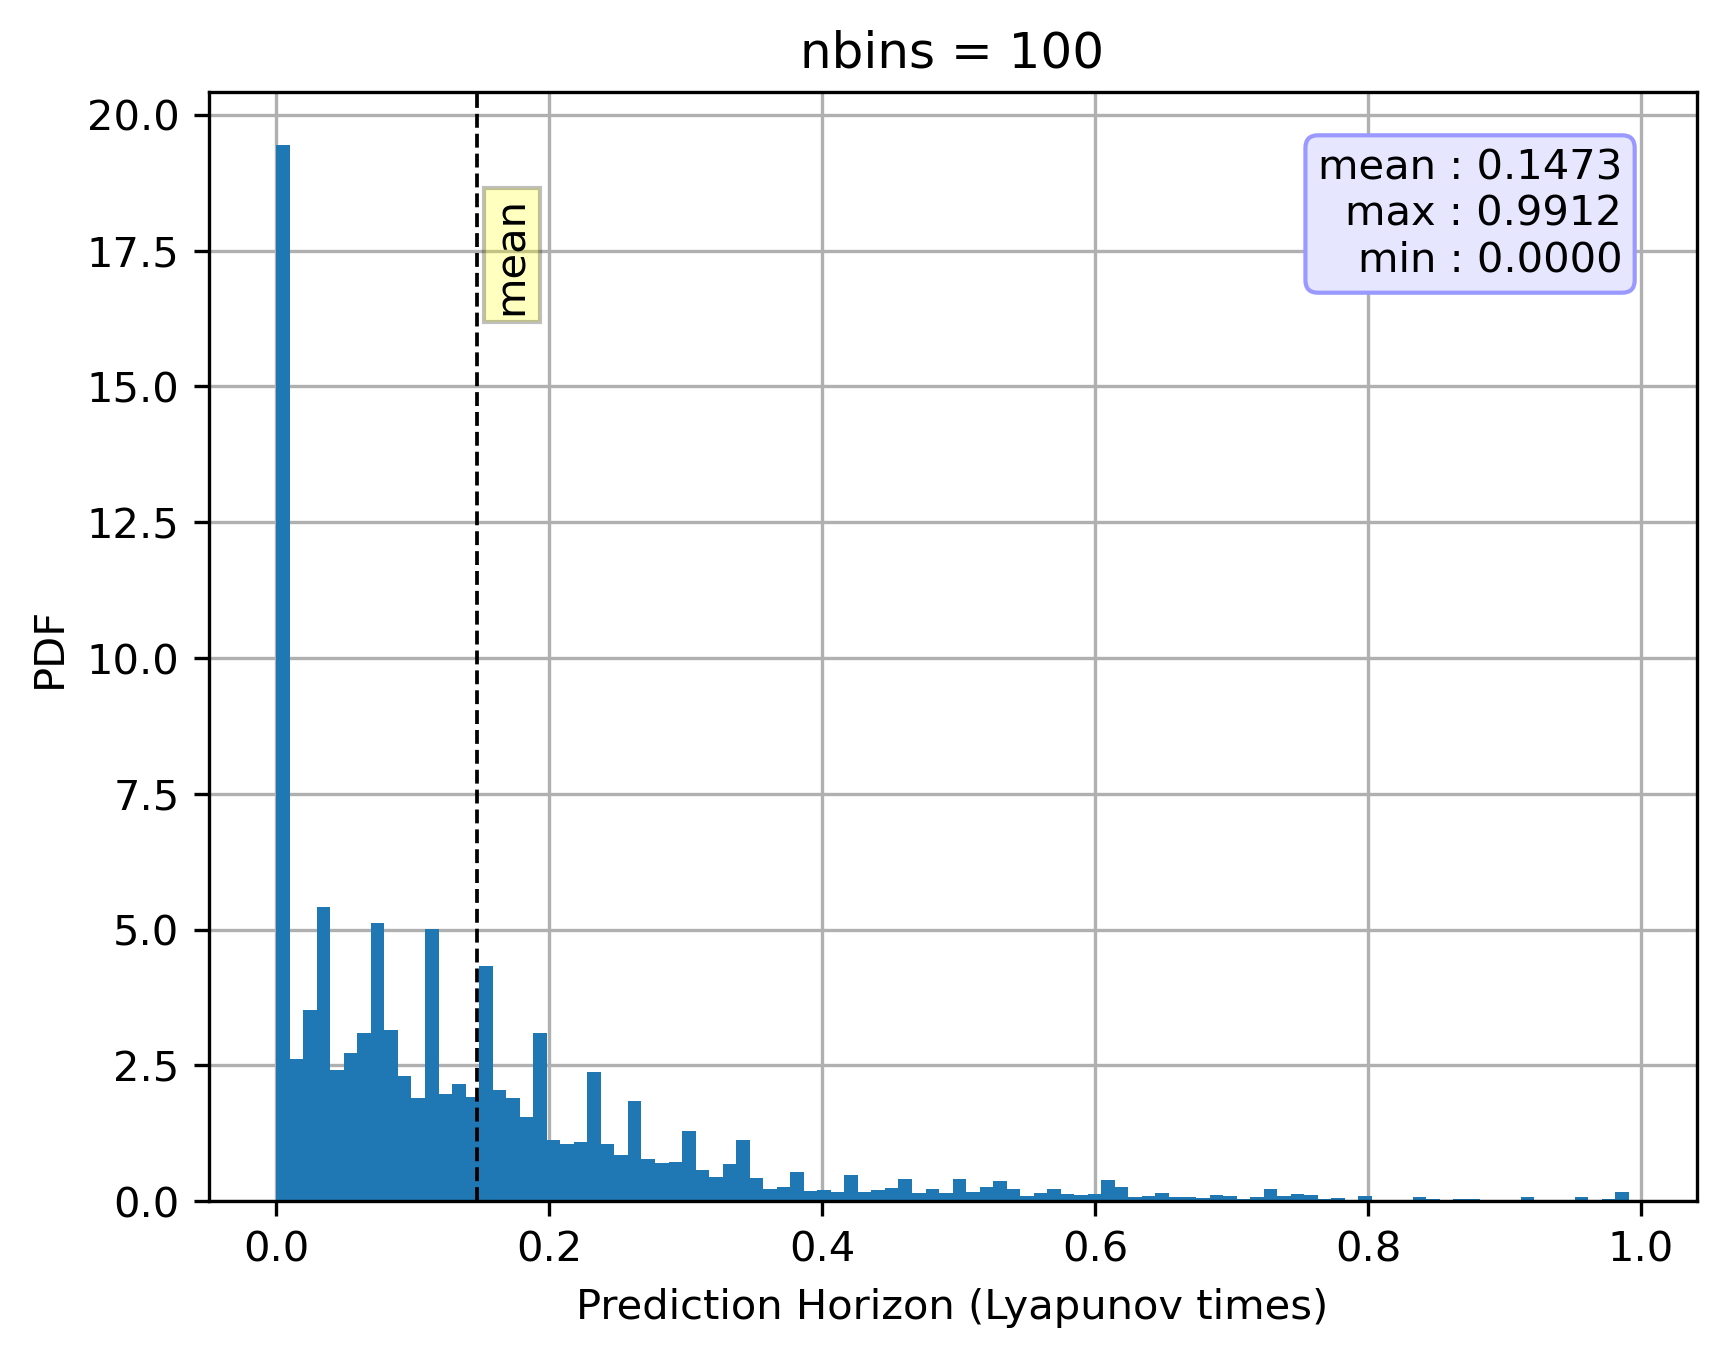 nbins = 100
20.0
17.5
15.0
12.5
10.0
7.5
5.0
2.5
0.0
PDF
mean
mean : 0.1473
max : 0.9912
min : 0.0000
0.0 0.2 0.4 0.6 0.8 1.0
Prediction Horizon (Lyapunov times)